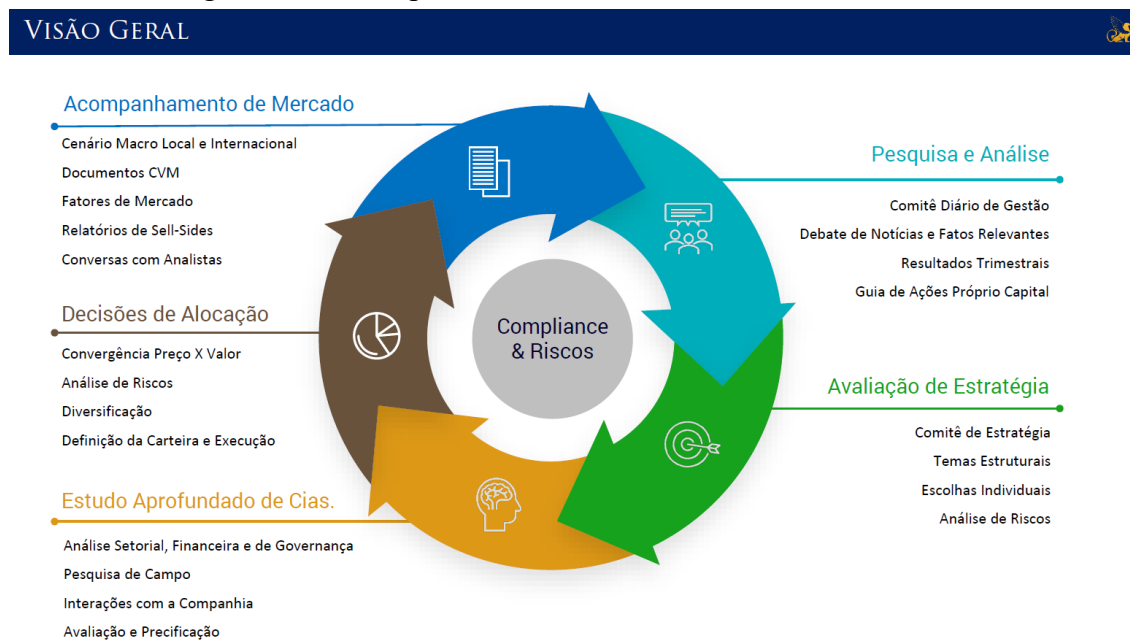 VISÃO GERAL
Acompanhamento de Mercado
Cenário Macro Local e Internacional
Documentos CVM
Fatores de Mercado
Relatórios de Sell-Sides
Conversas com Analistas
Pesquisa e Análise
Comitê Diário de Gestão
Debate de Notícias e Fatos Relevantes
Resultados Trimestrais
Guia de Ações Próprio Capital
Compliance
& Riscos
Decisões de Alocação
Convergência Preço X Valor
Análise de Riscos
Diversificação
Definição da Carteira e Execução
Avaliação de Estratégia
Comitê de Estratégia
Temas Estruturais
Escolhas Individuais
Análise de Riscos
Estudo Aprofundado de Cias.
Análise Setorial, Financeira e de Governança
Pesquisa de Campo
Interações com a Companhia
Avaliação e Precificação